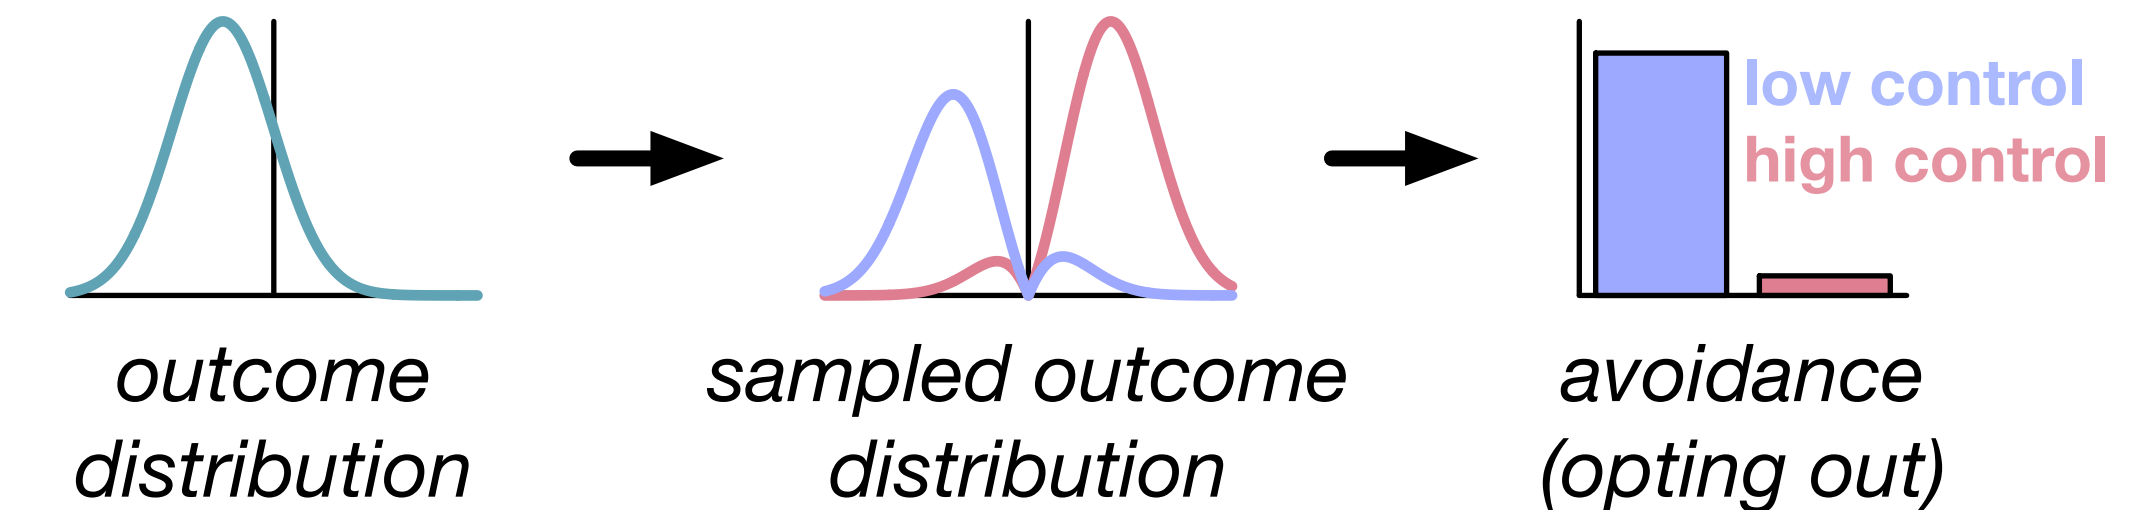 low control
high control
outcome
distribution
sampled outcome
distribution
avoidance
(opting out)